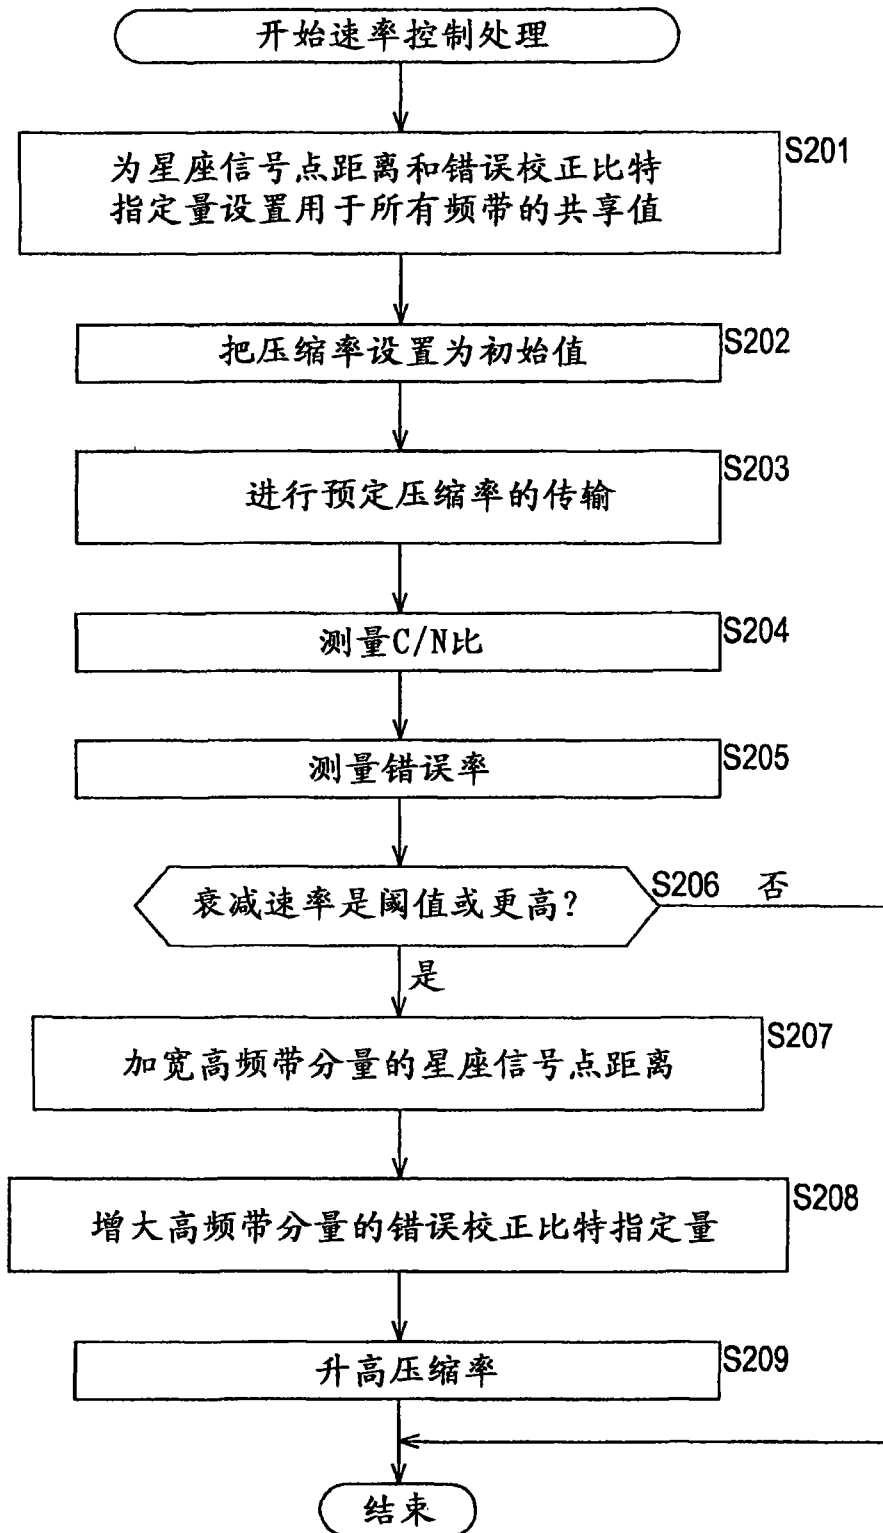 开始速率控制处理
S201
为星座信号点距离和错误校正比特
指定量设置用于所有频带的共享值
S202
把压缩率设置为初始值
S203
进行预定压缩率的传输
S204
测量C/N比
S205
测量错误率
S206 否
衰减速率是阈值或更高?
是
S207
加宽高频带分量的星座信号点距离
S208
增大高频带分量的错误校正比特指定量
S209
升高压缩率
结束